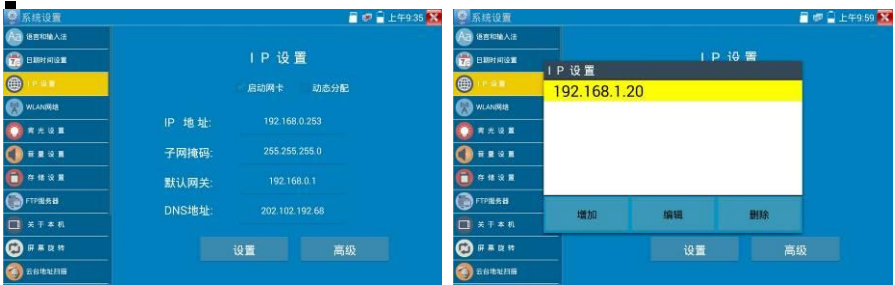 系统设置
上午9:35
语言和输入法
日期时间设置
IP 设置
WLAN网络
背光设置
音量设置
存储设置
FTP服务器
关于本机
屏幕旋转
云台地址扫描
IP 设置
启动网卡 动态分配
IP 地址: 192.168.0.253
子网掩码: 255.255.255.0
默认网关: 192.168.0.1
DNS地址: 202.102.192.68
设置 高级
系统设置
上午9:59
语言和输入法
日期时间设置
IP 设置
WLAN网络
背光设置
音量设置
存储设置
FTP服务器
关于本机
屏幕旋转
云台地址扫描
IP 设置
IP 设置
192.168.1.20
增加 编辑 删除
设置 高级